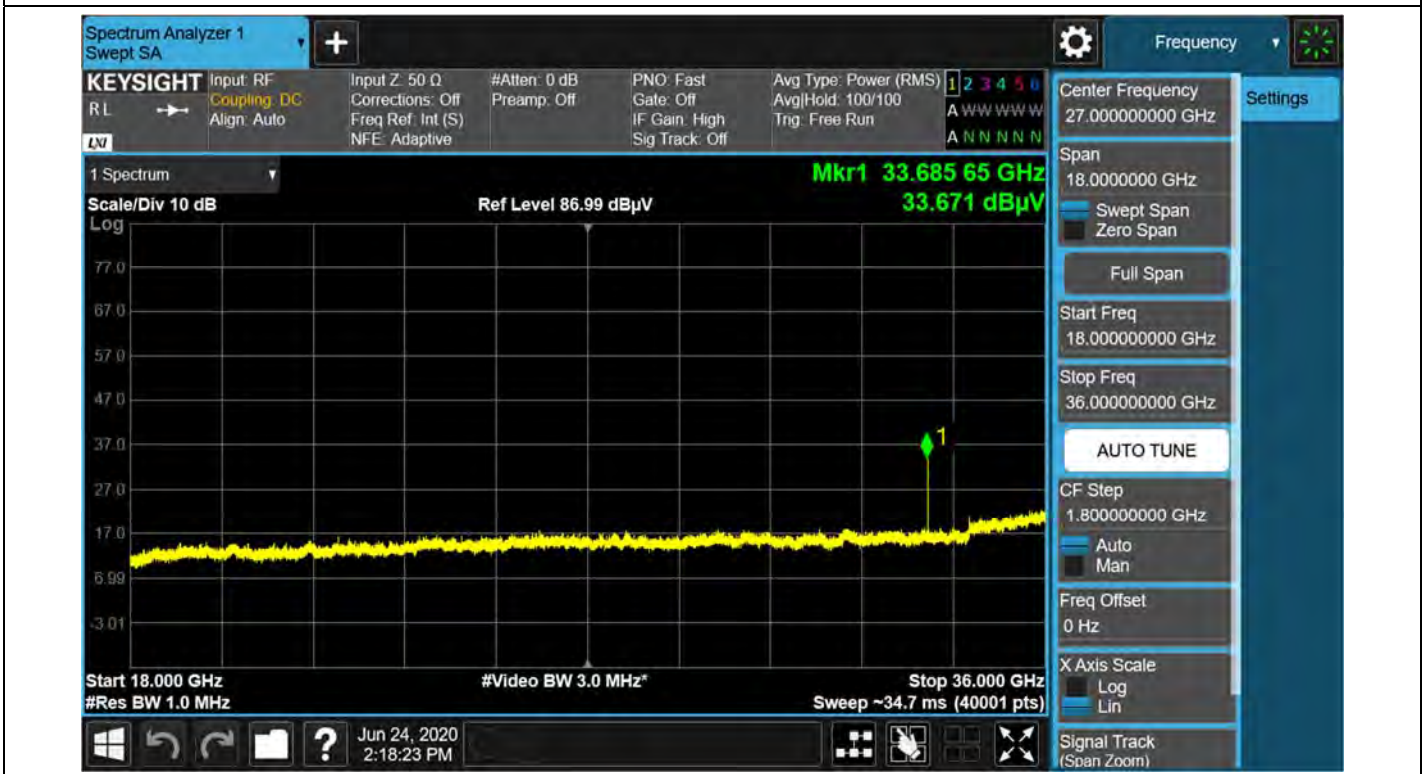 Spectrum Analyzer 1
Swept SA
+
Frequency
KEYSIGHT
R L
LXI
Input: RF
Coupling: DC
Align: Auto
Input Z: 50 Ω
Corrections: Off
Freq Ref: Int (S)
NFE: Adaptive
#Atten: 0 dB
Preamp: Off
PNO: Fast
Gate: Off
IF Gain: High
Sig Track: Off
Avg Type: Power (RMS)
Avg|Hold: 100/100
Trig: Free Run
1 2 3 4 5 6
A W W W W W
A N N N N N
1 Spectrum
Mkr1 33.685 65 GHz
Scale/Div 10 dB
Ref Level 86.99 dBµV
33.671 dBµV
Log
77.0
67.0
57.0
47.0
37.0
27.0
17.0
6.99
-3.01
1
Start 18.000 GHz
#Video BW 3.0 MHz*
Stop 36.000 GHz
#Res BW 1.0 MHz
Sweep ~34.7 ms (40001 pts)
?
Jun 24, 2020
2:18:23 PM
Center Frequency
27.000000000 GHz
Settings
Span
18.0000000 GHz
Swept Span
Zero Span
Full Span
Start Freq
18.000000000 GHz
Stop Freq
36.000000000 GHz
AUTO TUNE
CF Step
1.800000000 GHz
Auto
Man
Freq Offset
0 Hz
X Axis Scale
Log
Lin
Signal Track
(Span Zoom)